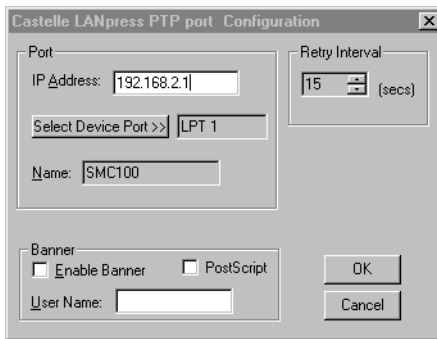 Castelle LANpress PTP port  Configuration
Port
IP Address: 192.168.2.1
Select Device Port >> LPT 1
Name: SMC100
Retry Interval
15 (secs)
Banner
Enable Banner PostScript
User Name:
OK
Cancel